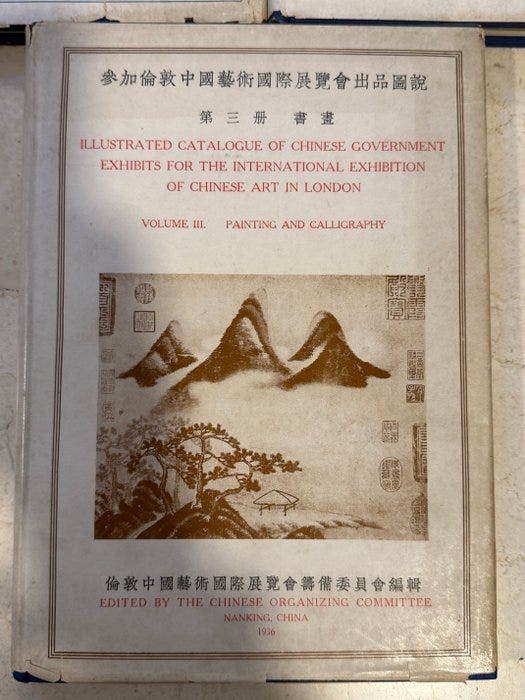 參加倫敦中國藝術國際展覽會出品圖說
第三册 書畫
ILLUSTRATED CATALOGUE OF CHINESE GOVERNMENT
EXHIBITS FOR THE INTERNATIONAL EXHIBITION
OF CHINESE ART IN LONDON
VOLUME III. PAINTING AND CALLIGRAPHY
倫敦中國藝術國際展覽會籌備委員會編輯
EDITED BY THE CHINESE ORGANIZING COMMITTEE
NANKING, CHINA
1936